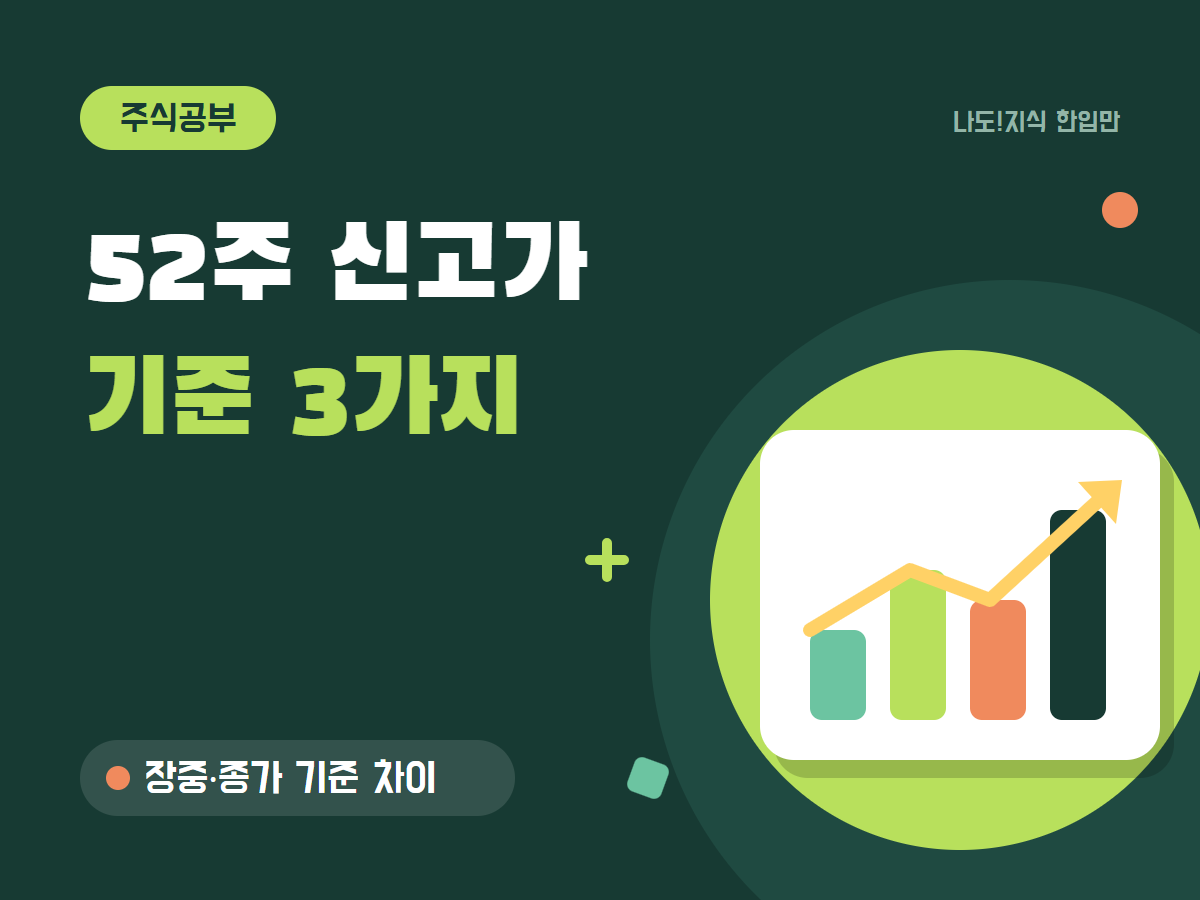 주식공부
나도!지식 한입만
52주 신고가
기준 3가지
장중·종가 기준 차이